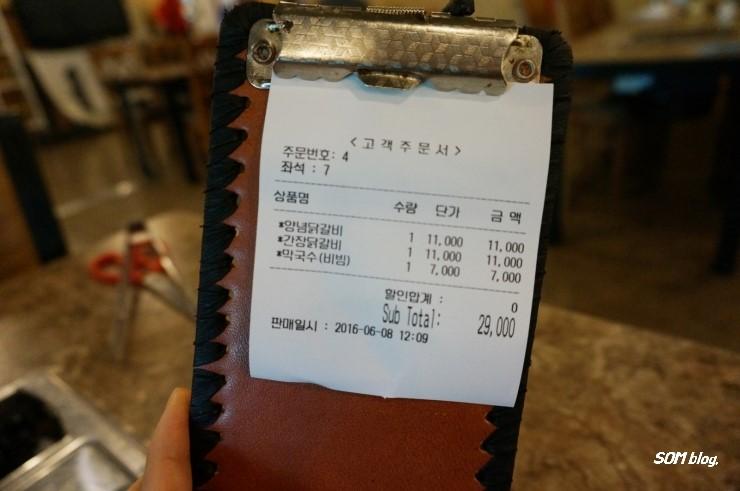 <고객주문서>
주문번호: 4
좌석 : 7
상품명 수량 단가 금액
*양념닭갈비 1 11,000 11,000
*간장닭갈비 1 11,000 11,000
*막국수(비빔) 1 7,000 7,000
할인합계 : 0
Sub Total: 29,000
판매일시 : 2016-06-08 12:09
SOM blog.